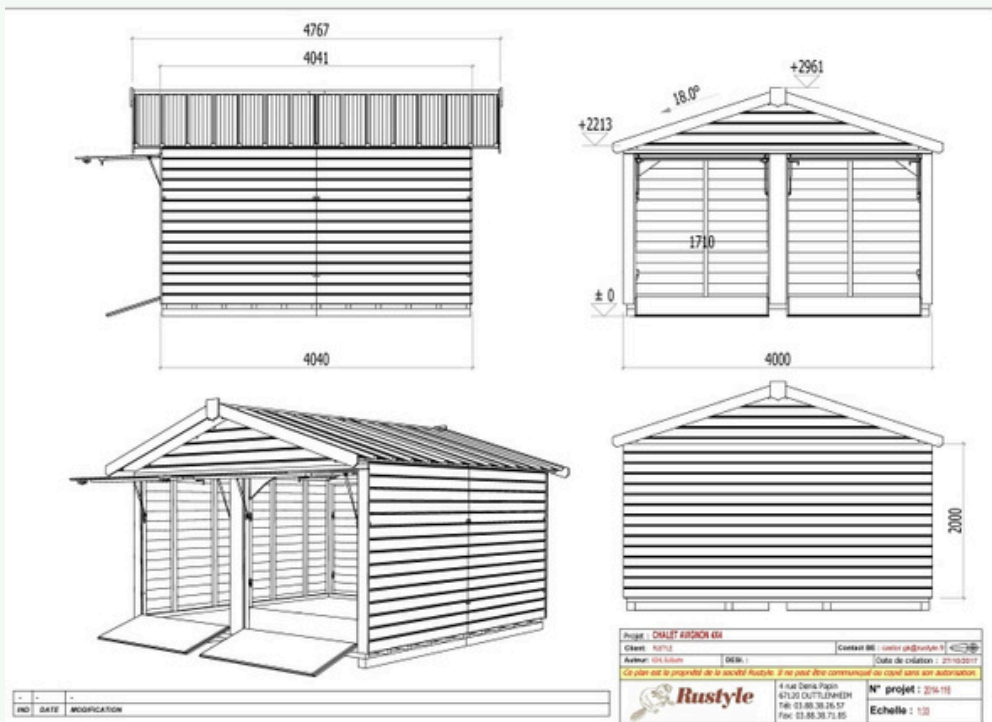 4767
4041
4040
+2961
18.0°
+2213
1710
± 0
4000
2000
Projet : CHALET AVIGNON 4X4
Client:
Contact BE :
Auteur:
DESR. :
Date de création : 27/10/2017
Ce plan est la propriété de la société Rustyle. Il ne peut être communiqué ou copié sans son autorisation.
Rustyle
4 rue Denis Papin
67120 DUTTLENHEIM
Tél: 03.88.38.26.57
Fax: 03.88.38.71.85
N° projet :
Echelle :
- - -
IND DATE MODIFICATION